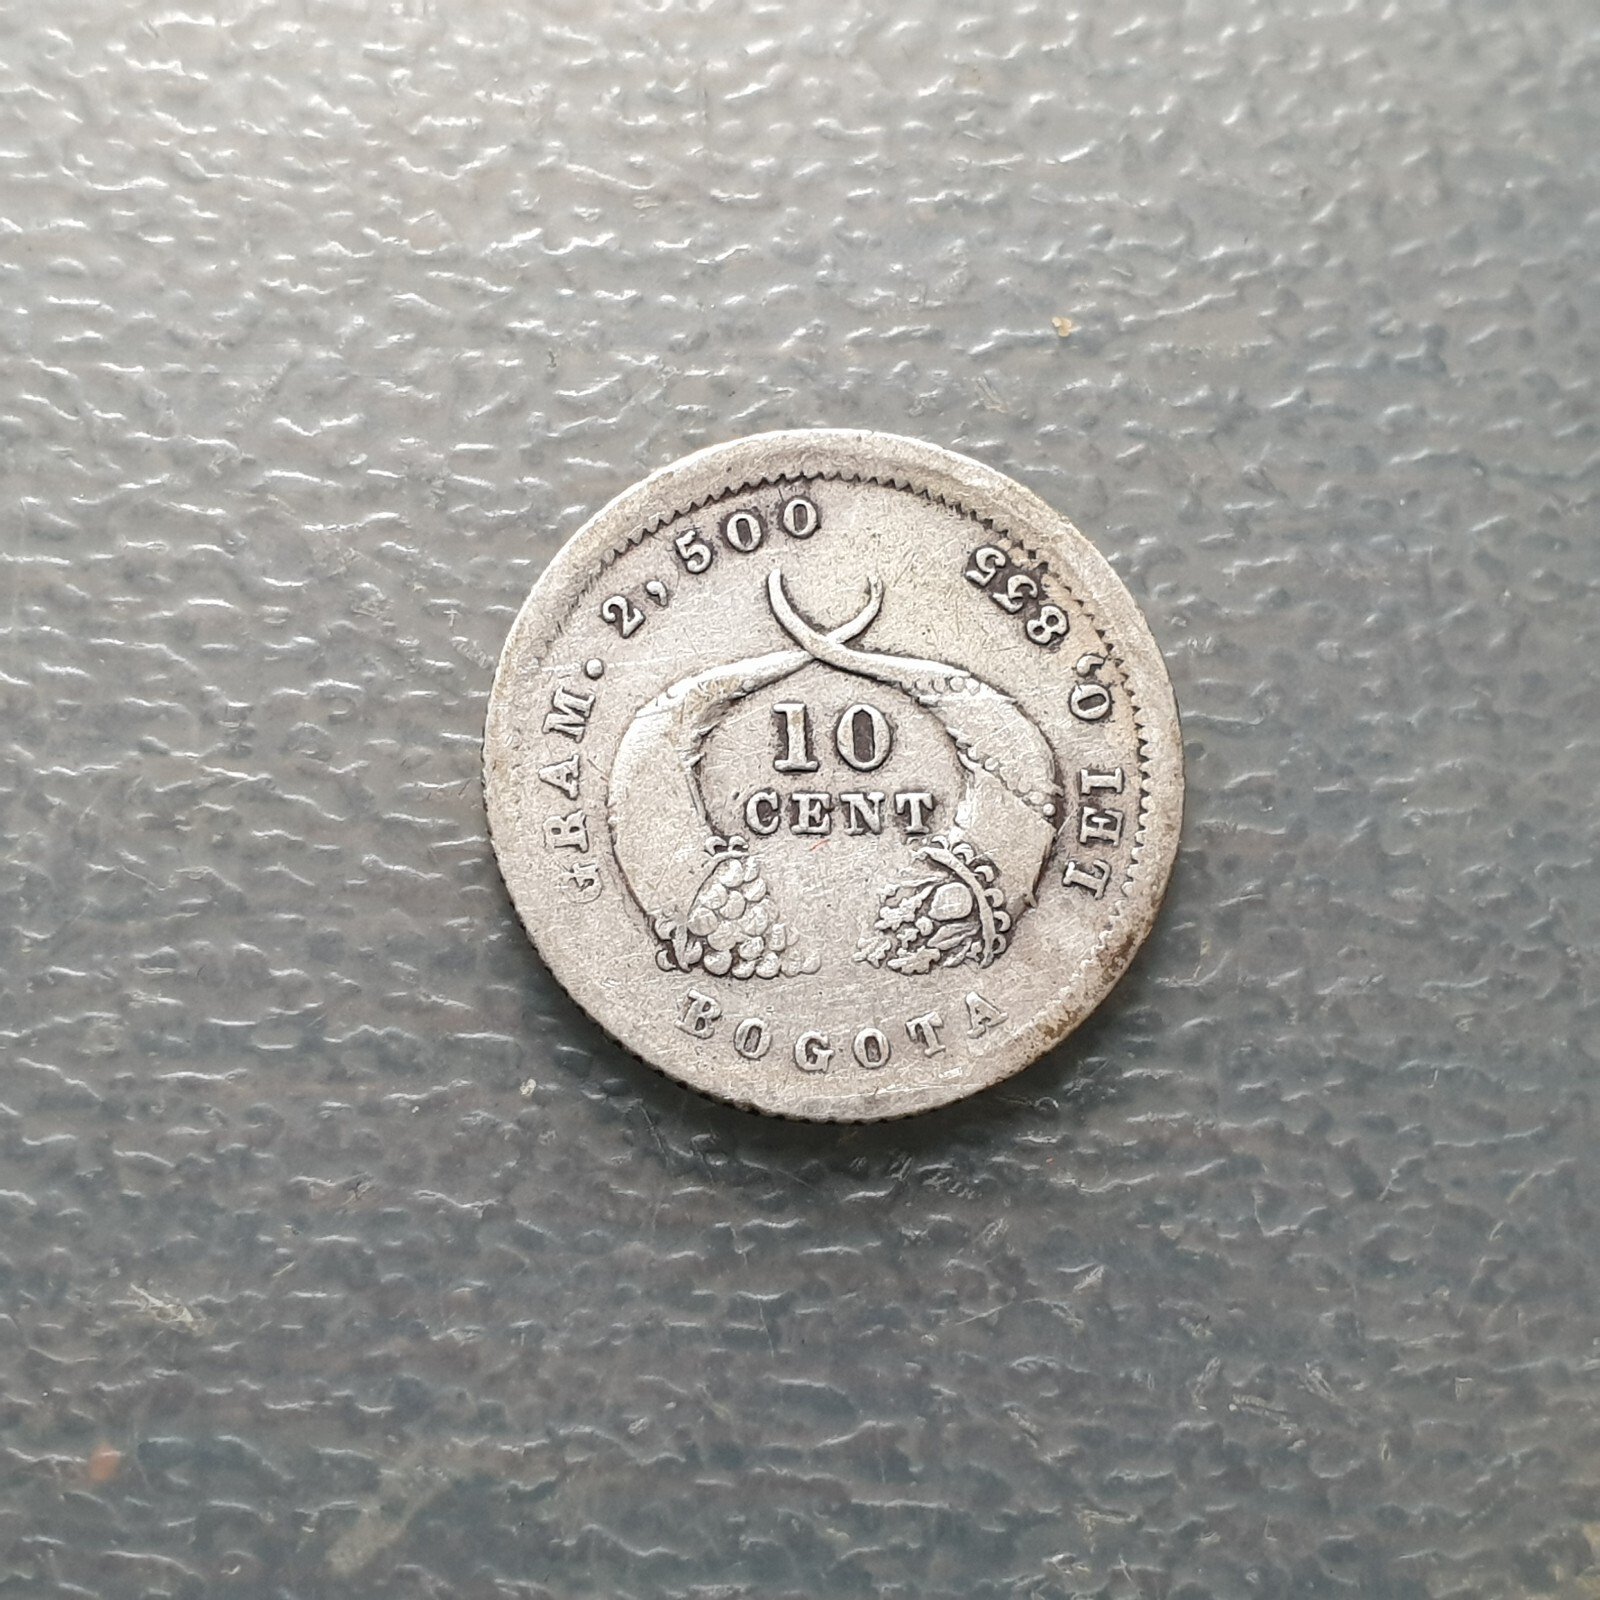 GRAM. 2,500
LEI 0,835
10
CENT
BOGOTA